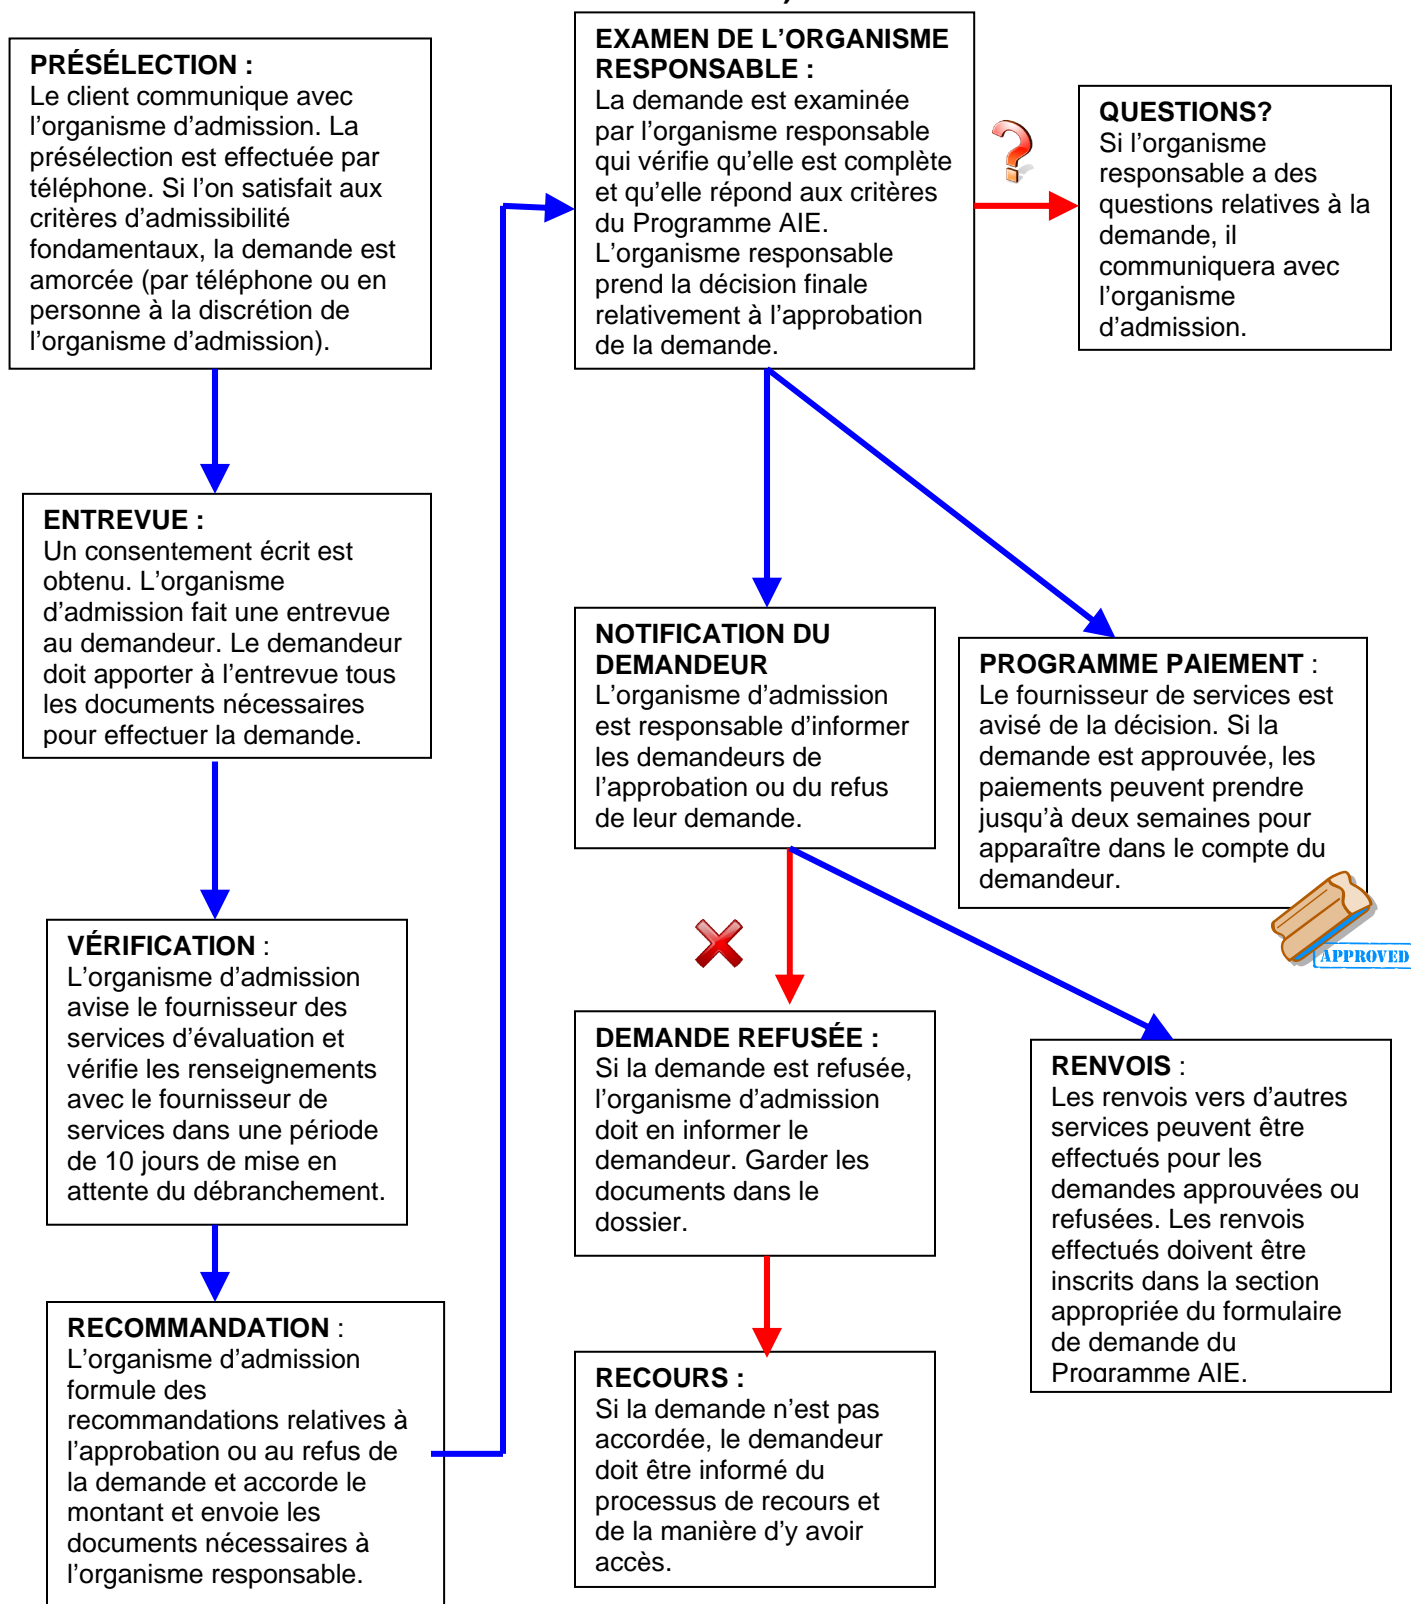 PRÉSÉLECTION :
Le client communique avec
l’organisme d’admission. La
présélection est effectuée par
téléphone. Si l’on satisfait aux
critères d’admissibilité
fondamentaux, la demande est
amorcée (par téléphone ou en
personne à la discrétion de
l’organisme d’admission).
ENTREVUE :
Un consentement écrit est
obtenu. L’organisme
d’admission fait une entrevue
au demandeur. Le demandeur
doit apporter à l’entrevue tous
les documents nécessaires
pour effectuer la demande.
VÉRIFICATION :
L’organisme d’admission
avise le fournisseur des
services d’évaluation et
vérifie les renseignements
avec le fournisseur de
services dans une période
de 10 jours de mise en
attente du débranchement.
RECOMMANDATION :
L’organisme d’admission
formule des
recommandations relatives à
l’approbation ou au refus de
la demande et accorde le
montant et envoie les
documents nécessaires à
l’organisme responsable.
EXAMEN DE L’ORGANISME
RESPONSABLE :
La demande est examinée
par l’organisme responsable
qui vérifie qu’elle est complète
et qu’elle répond aux critères
du Programme AIE.
L’organisme responsable
prend la décision finale
relativement à l’approbation
de la demande.
QUESTIONS?
Si l’organisme
responsable a des
questions relatives à la
demande, il
communiquera avec
l’organisme
d’admission.
NOTIFICATION DU
DEMANDEUR
L’organisme d’admission
est responsable d’informer
les demandeurs de
l’approbation ou du refus
de leur demande.
PROGRAMME PAIEMENT :
Le fournisseur de services est
avisé de la décision. Si la
demande est approuvée, les
paiements peuvent prendre
jusqu’à deux semaines pour
apparaître dans le compte du
demandeur.
APPROVED
DEMANDE REFUSÉE :
Si la demande est refusée,
l’organisme d’admission
doit en informer le
demandeur. Garder les
documents dans le
dossier.
RENVOIS :
Les renvois vers d’autres
services peuvent être
effectués pour les
demandes approuvées ou
refusées. Les renvois
effectués doivent être
inscrits dans la section
appropriée du formulaire
de demande du
Programme AIE.
RECOURS :
Si la demande n’est pas
accordée, le demandeur
doit être informé du
processus de recours et
de la manière d’y avoir
accès.